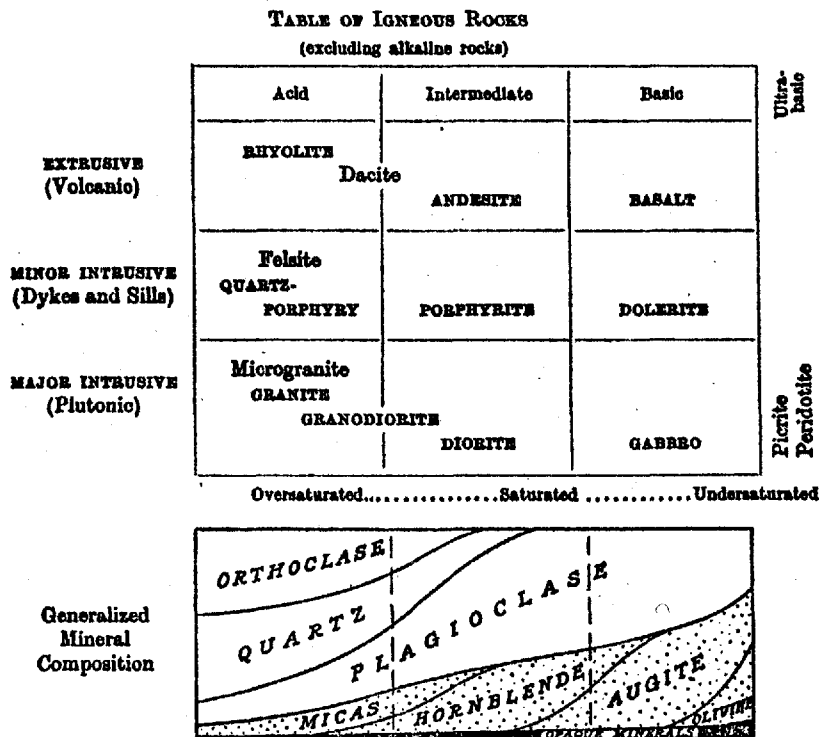 TABLE OF IGNEOUS ROCKS
(excluding alkaline rocks)
Acid
Intermediate
Basic
Ultra-
basic
EXTRUSIVE
(Volcanic)
RHYOLITE
Dacite
ANDESITE
BASALT
MINOR INTRUSIVE
(Dykes and Sills)
Felsite
QUARTZ-
PORPHYRY
PORPHYRITE
DOLERITE
MAJOR INTRUSIVE
(Plutonic)
Microgranite
GRANITE
GRANODIORITE
DIORITE
GABBRO
Picrite
Peridotite
Oversaturated..............Saturated...........Undersaturated
Generalized
Mineral
Composition
ORTHOCLASE
QUARTZ
PLAGIOCLASE
MICAS
HORNBLENDE
AUGITE
OLIVINE
OPAQUE MINERALS